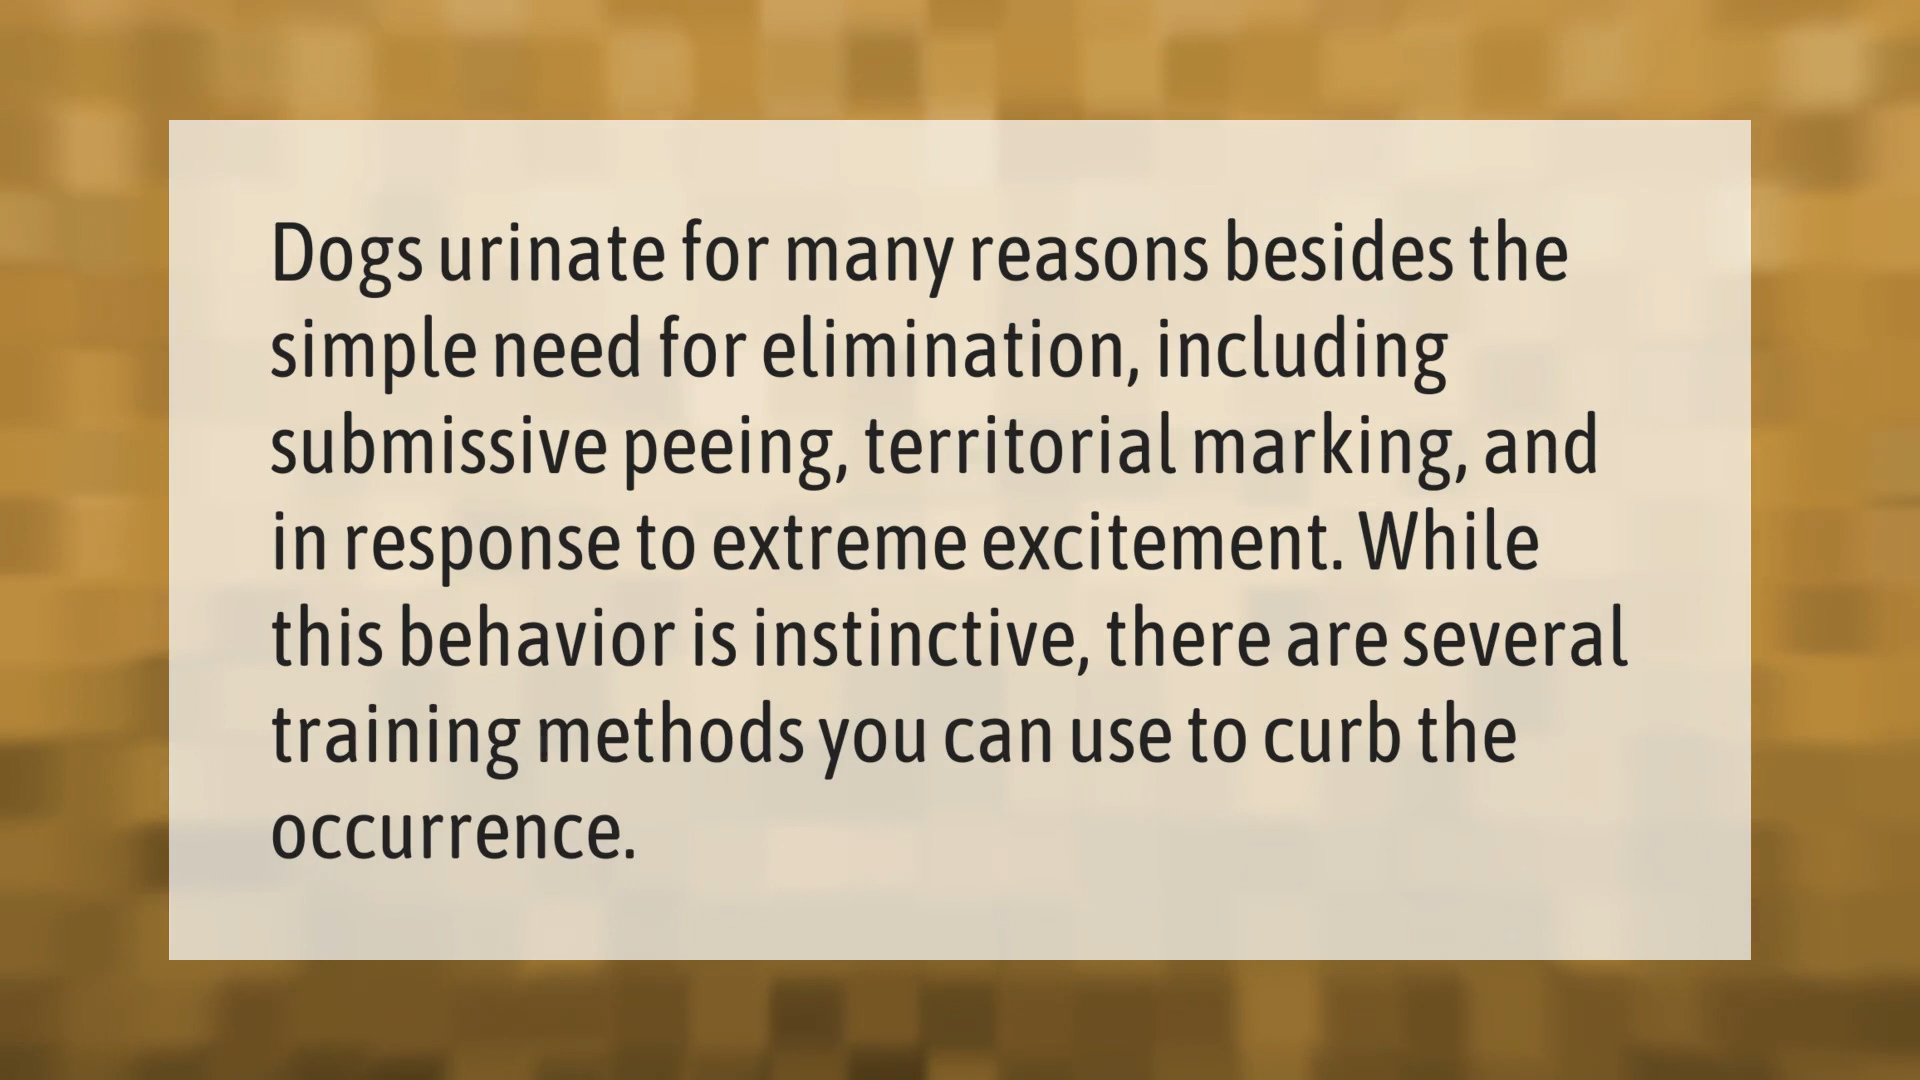 Dogs urinate for many reasons besides the
simple need for elimination, including
submissive peeing, territorial marking, and
in response to extreme excitement. While
this behavior is instinctive, there are several
training methods you can use to curb the
occurrence.